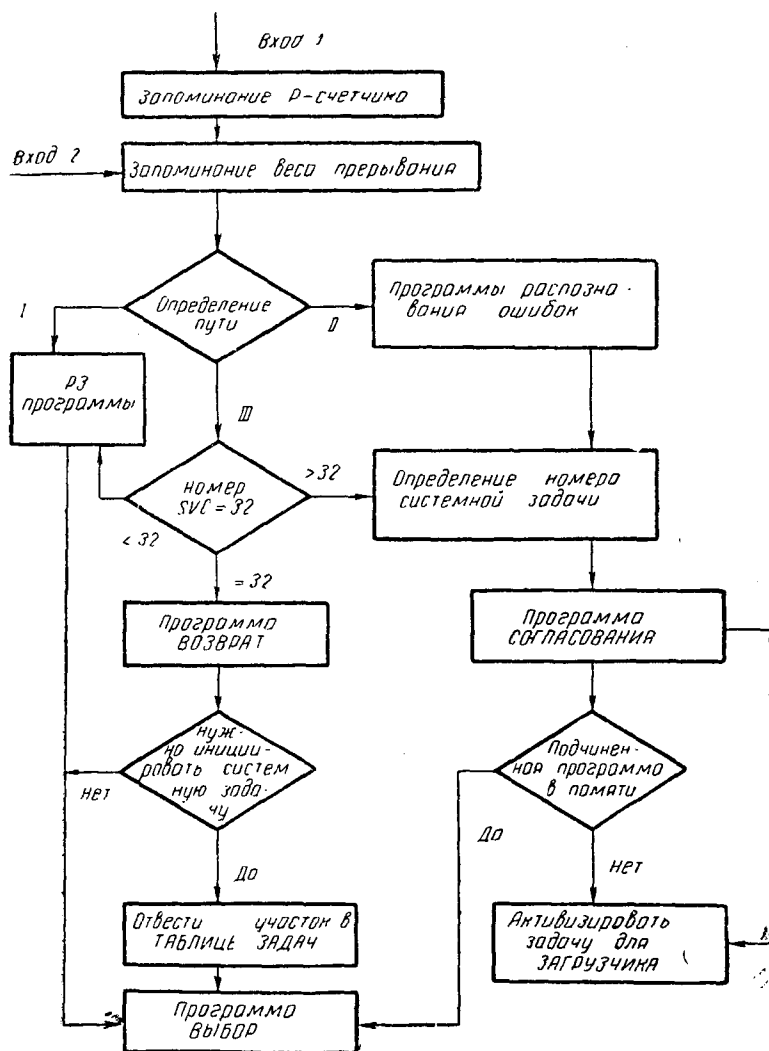 Вход 1
Запоминание Р-счетчика
Вход 2
Запоминание веса прерывания
I
Определение
пути
II
Программы распозна-
вания ошибок
РЗ
программы
III
номер
SVC = 32
>32
< 32
= 32
Определение номера
системной задачи
Программа
ВОЗВРАТ
Программа
СОГЛАСОВАНИЯ
нуж-
но иниции-
ровать систем
ную зада-
чу
нет
Подчинен-
ная программа
в памяти
До
Да
нет
Отвести участок в
ТАБЛИЦЕ ЗАДАЧ
Активизировать
задачу для
ЗАГРУЗЧИКА
Программа
ВЫБОР